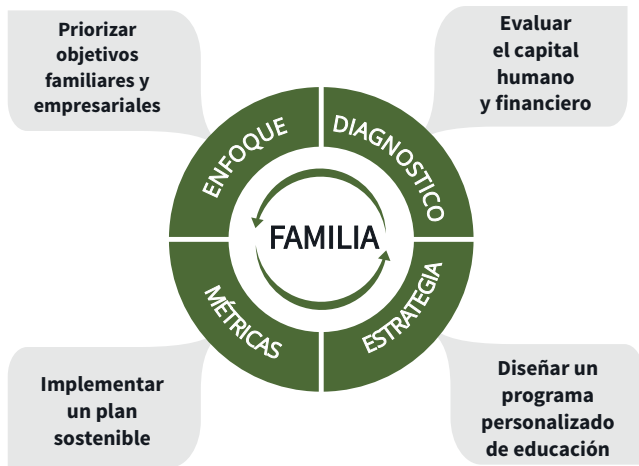 Priorizar
objetivos
familiares y
empresariales
Evaluar
el capital
humano
y financiero
ENFOQUE
DIAGNOSTICO
FAMILIA
MÉTRICAS
ESTRATEGIA
Implementar
un plan
sostenible
Diseñar un
programa
personalizado
de educación